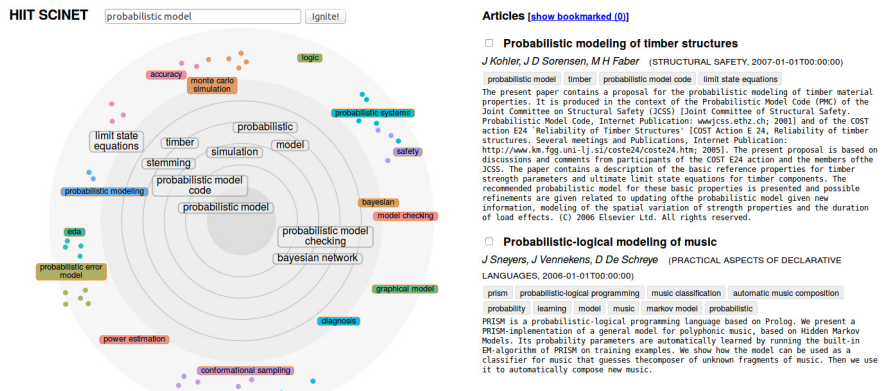 HIIT SCINET
probabilistic model
Ignite!
logic
accuracy
monte carlo
simulation
probabilistic systems
probabilistic
limit state
equations
timber
model
simulation
safety
stemming
probabilistic model
code
probabilistic modeling
bayesian
probabilistic model
model checking
eda
probabilistic model
checking
bayesian network
probabilistic error
model
graphical model
diagnosis
power estimation
conformational sampling
Articles [show bookmarked (0)]
Probabilistic modeling of timber structures
J Kohler, J D Sorensen, M H Faber (STRUCTURAL SAFETY, 2007-01-01T00:00:00)
probabilistic model timber probabilistic model code limit state equations
The present paper contains a proposal for the probabilistic modeling of timber material
properties. It is produced in the context of the Probabilistic Model Code (PMC) of the
Joint Committee on Structural Safety (JCSS) [Joint Committee of Structural Safety.
Probabilistic Model Code, Internet Publication: wwwjcss.ethz.ch; 2001] and of the COST
action E24 `Reliability of Timber Structures' [COST Action E 24, Reliability of timber
structures. Several meetings and Publications, Internet Publication:
http://www.km.fgg.uni-lj.si/coste24/coste24.htm; 2005]. The present proposal is based on
discussions and comments from participants of the COST E24 action and the members ofthe
JCSS. The paper contains a description of the basic reference properties for timber
strength parameters and ultimate limit state equations for timber components. The
recommended probabilistic model for these basic properties is presented and possible
refinements are given related to updating ofthe probabilistic model given new
information, modeling of the spatial variation of strength properties and the duration
of load effects. (C) 2006 Elsevier Ltd. All rights reserved.
Probabilistic-logical modeling of music
J Sneyers, J Vennekens, D De Schreye (PRACTICAL ASPECTS OF DECLARATIVE
LANGUAGES, 2006-01-01T00:00:00)
prism probabilistic-logical programming music classification automatic music composition
probability learning model music markov model probabilistic
PRISM is a probabilistic-logical programming language based on Prolog. We present a
PRISM-implementation of a general model for polyphonic music, based on Hidden Markov
Models. Its probability parameters are automatically learned by running the built-in
EM-algorithm of PRISM on training examples. We show how the model can be used as a
classifier for music that guesses thecomposer of unknown fragments of music. Then we use
it to automatically compose new music.